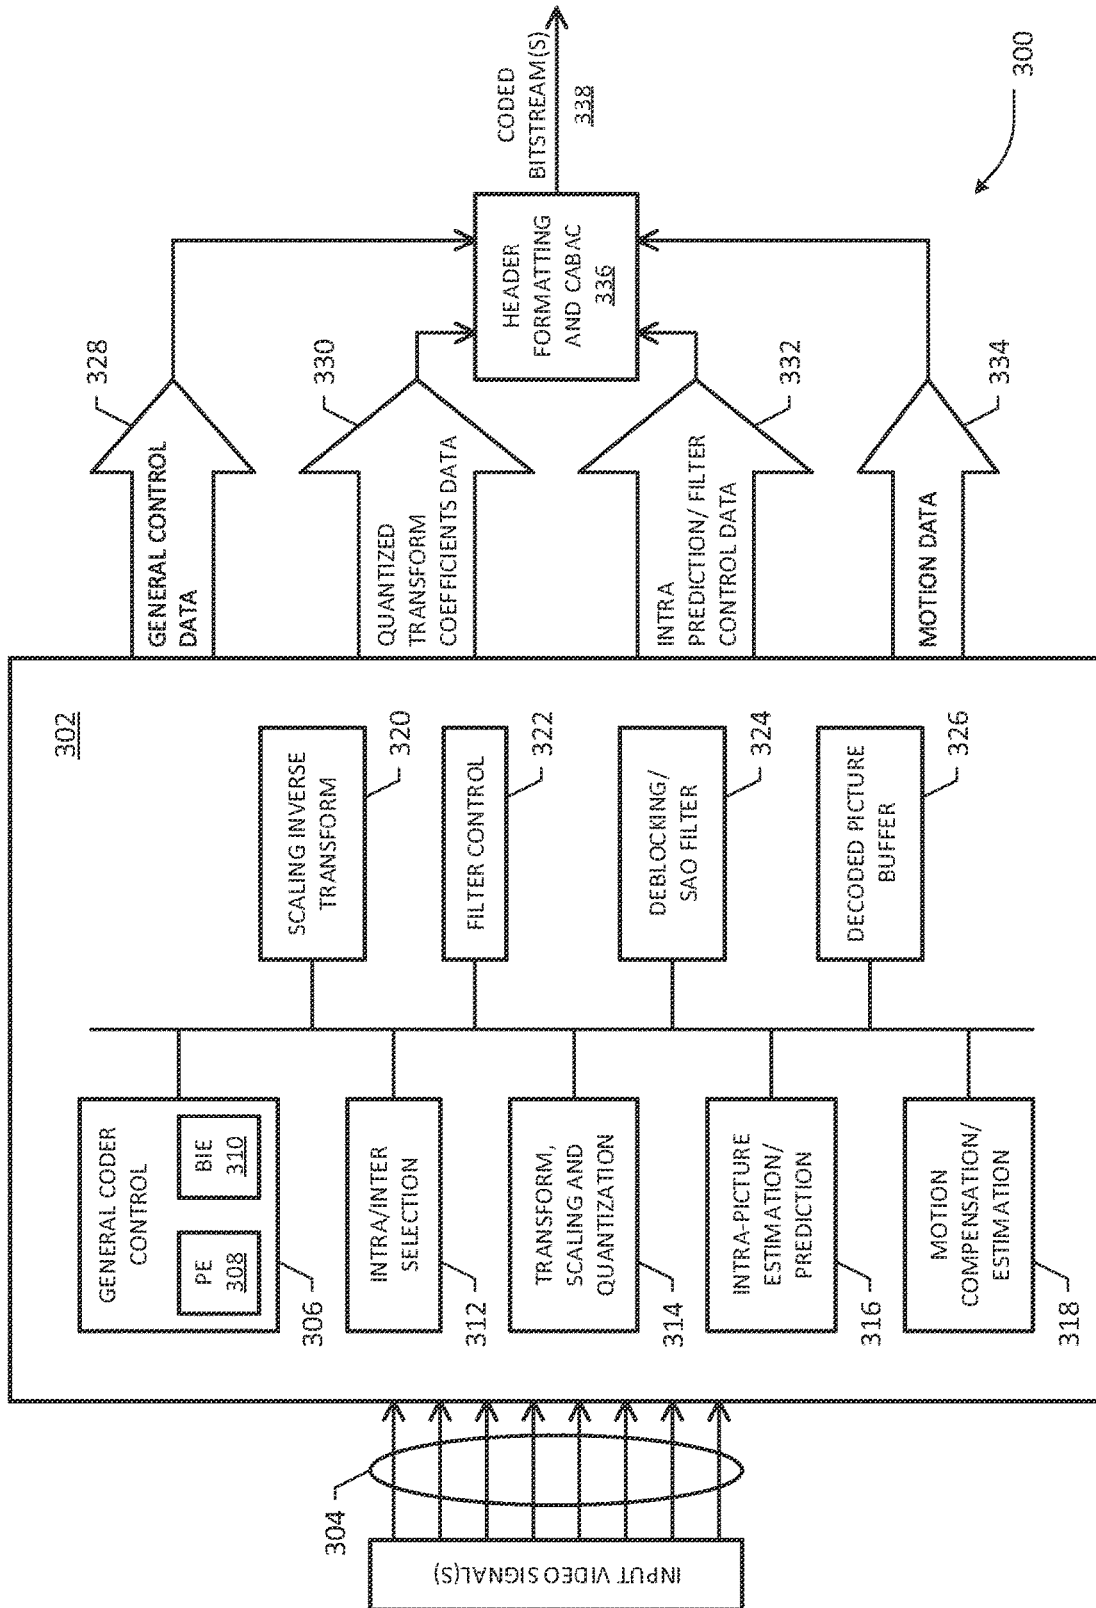 INPUT VIDEO SIGNAL(S)
304
302
GENERAL CODER
CONTROL
PE
308
BIE
310
306
INTRA/INTER
SELECTION
312
TRANSFORM,
SCALING AND
QUANTIZATION
314
INTRA-PICTURE
ESTIMATION/
PREDICTION
316
MOTION
COMPENSATION/
ESTIMATION
318
SCALING INVERSE
TRANSFORM
320
FILTER CONTROL
322
DEBLOCKING/
SAO FILTER
324
DECODED PICTURE
BUFFER
326
GENERAL CONTROL
DATA
328
QUANTIZED
TRANSFORM
COEFFICIENTS DATA
330
INTRA
PREDICTION/ FILTER
CONTROL DATA
332
MOTION DATA
334
HEADER
FORMATTING
AND CABAC
336
CODED
BITSTREAM(S)
338
300